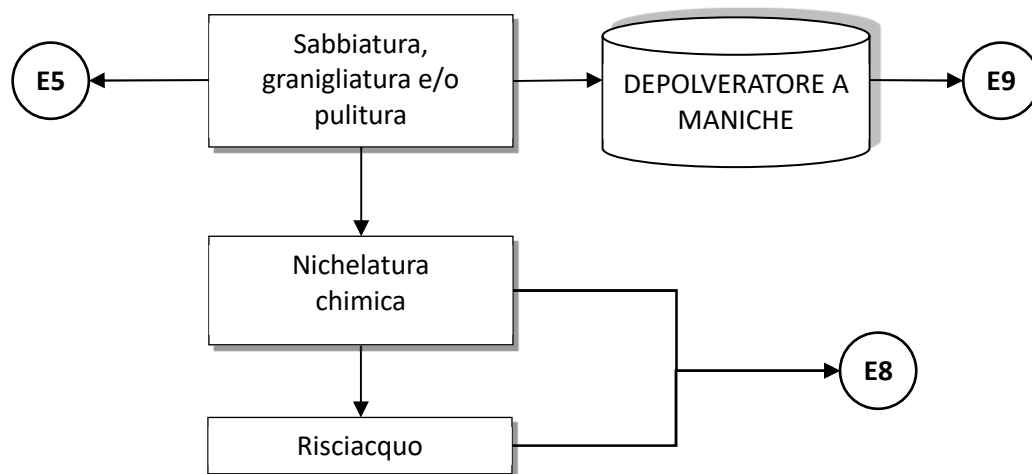 E5
Sabbiatura,
granigliatura e/o
pulitura
DEPOLVERATORE A
MANICHE
E9
Nichelatura
chimica
E8
Risciacquo